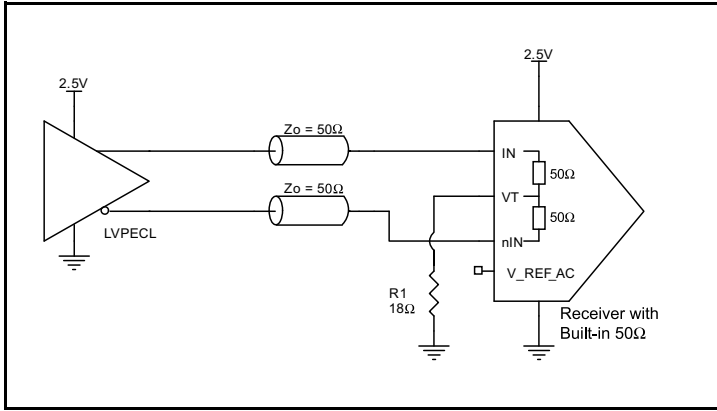 2.5V
2.5V
Zo = 50Ω
IN
50Ω
Zo = 50Ω
VT
50Ω
LVPECL
nIN
V_REF_AC
R1
18Ω
Receiver with
Built-in 50Ω